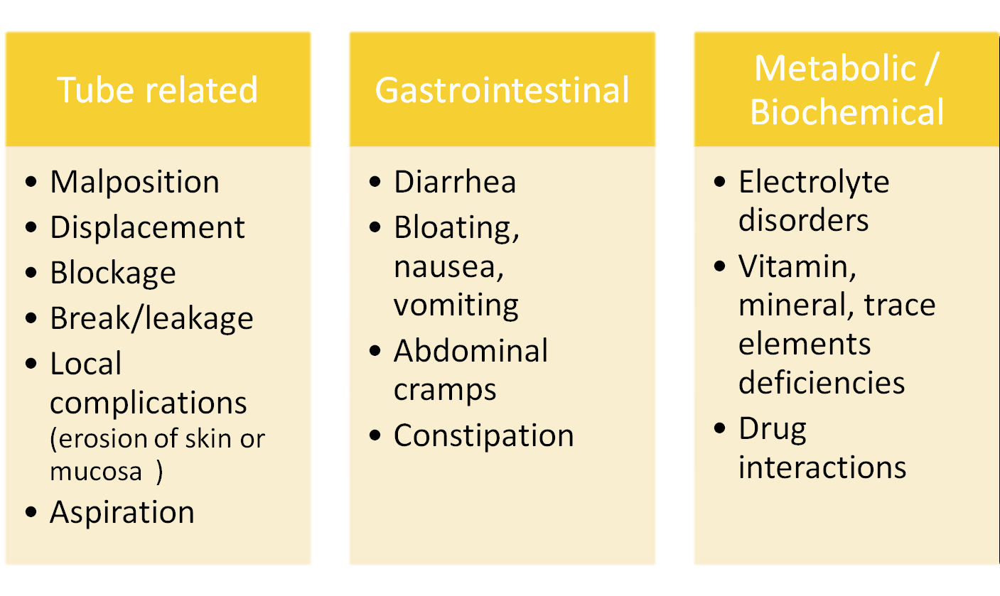 Tube related
• Malposition
• Displacement
• Blockage
• Break/leakage
• Local
complications
(erosion of skin or
mucosa  )
• Aspiration
Gastrointestinal
• Diarrhea
• Bloating,
nausea,
vomiting
• Abdominal
cramps
• Constipation
Metabolic /
Biochemical
• Electrolyte
disorders
• Vitamin,
mineral, trace
elements
deficiencies
• Drug
interactions